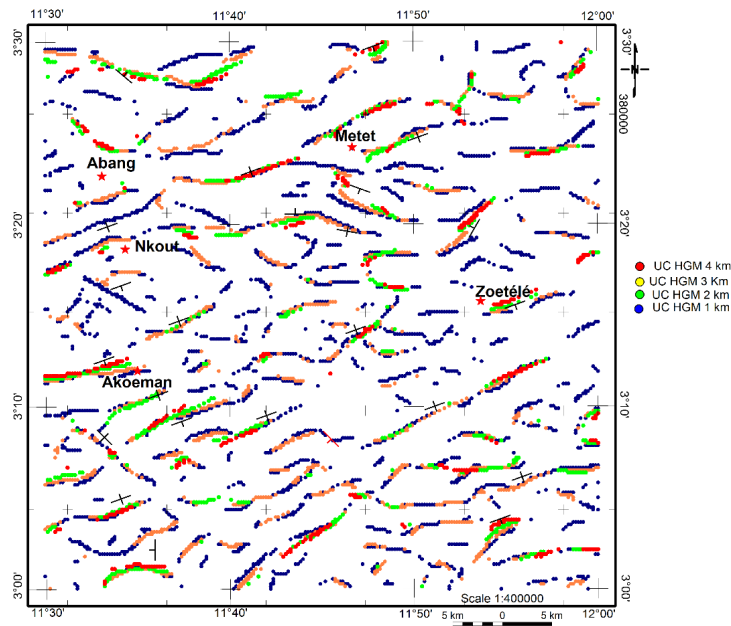 11°30' 11°40' 11°50' 12°00'
3°30' 3°30'
N
380000
Metet
Abang
3°20' 3°20'
Nkout
Zoetélé
UC HGM 4 km
UC HGM 3 Km
UC HGM 2 km
UC HGM 1 km
Akoeman
3°10' 3°10'
3°00' 3°00'
Scale 1:400000
11°30' 11°40' 11°50' 12°00'
5 km 0 5 km